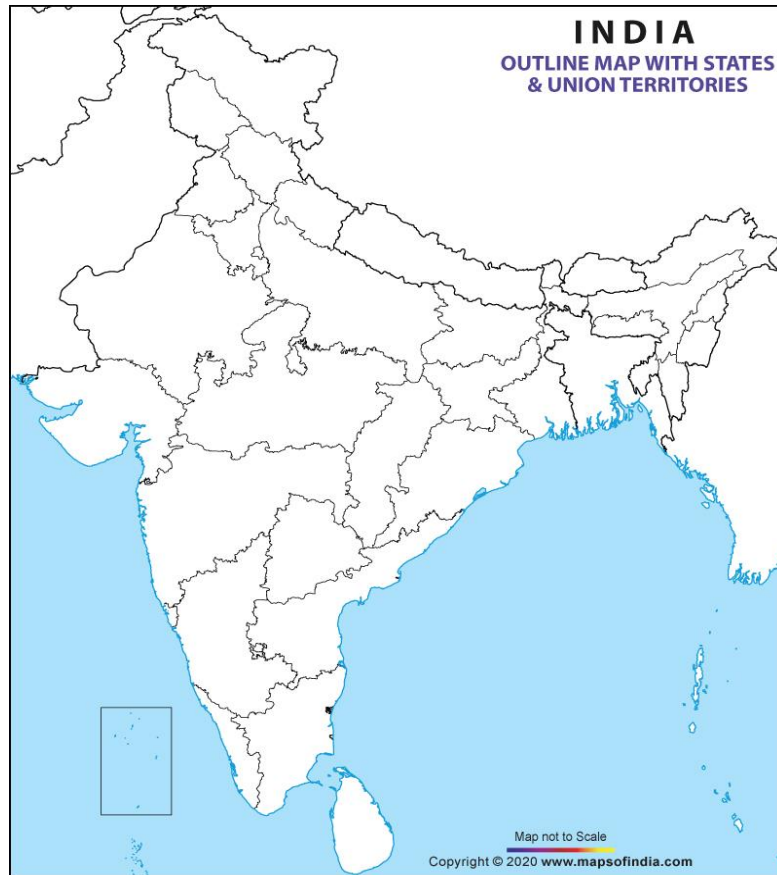 INDIA
OUTLINE MAP WITH STATES
& UNION TERRITORIES
Map not to Scale
Copyright © 2020 www.mapsofindia.com